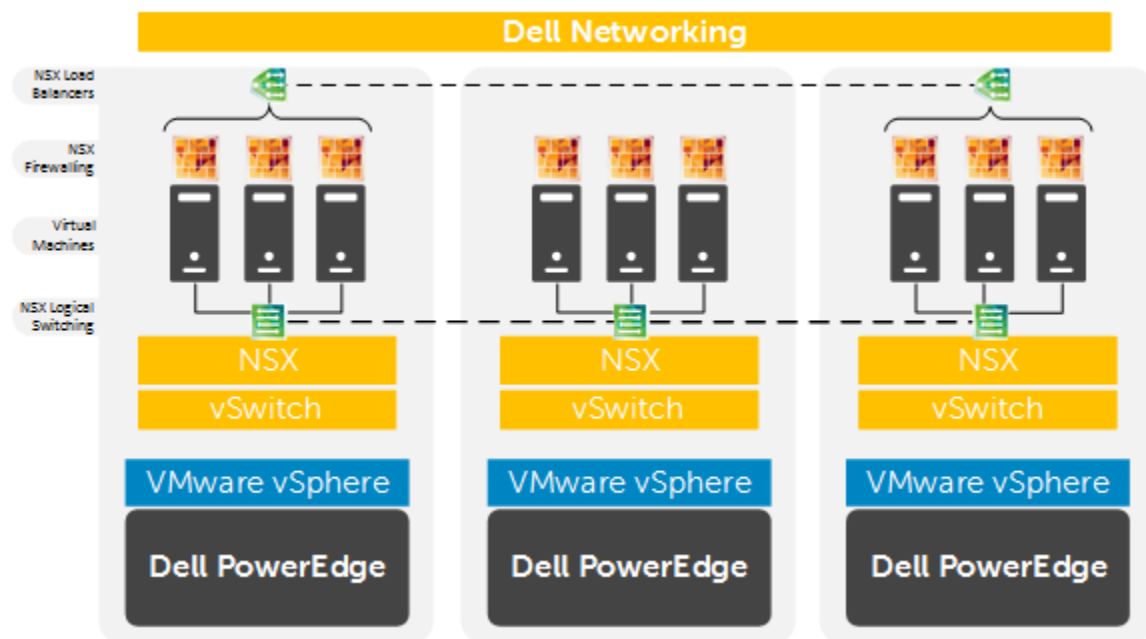 Dell Networking
NSX Load
Balancers
NSX
Firewalling
Virtual
Machines
NSX Logical
Switching
NSX
NSX
NSX
vSwitch
vSwitch
vSwitch
VMware vSphere
VMware vSphere
VMware vSphere
Dell PowerEdge
Dell PowerEdge
Dell PowerEdge